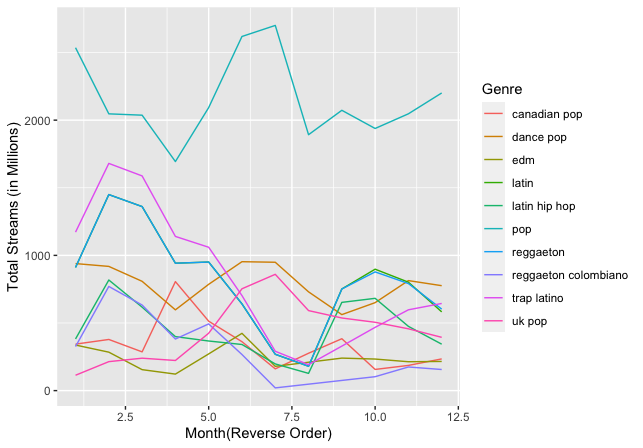 Total Streams (in Millions)
2000
1000
0
2.5 5.0 7.5 10.0 12.5
Month(Reverse Order)
Genre
canadian pop
dance pop
edm
latin
latin hip hop
pop
reggaeton
reggaeton colombiano
trap latino
uk pop